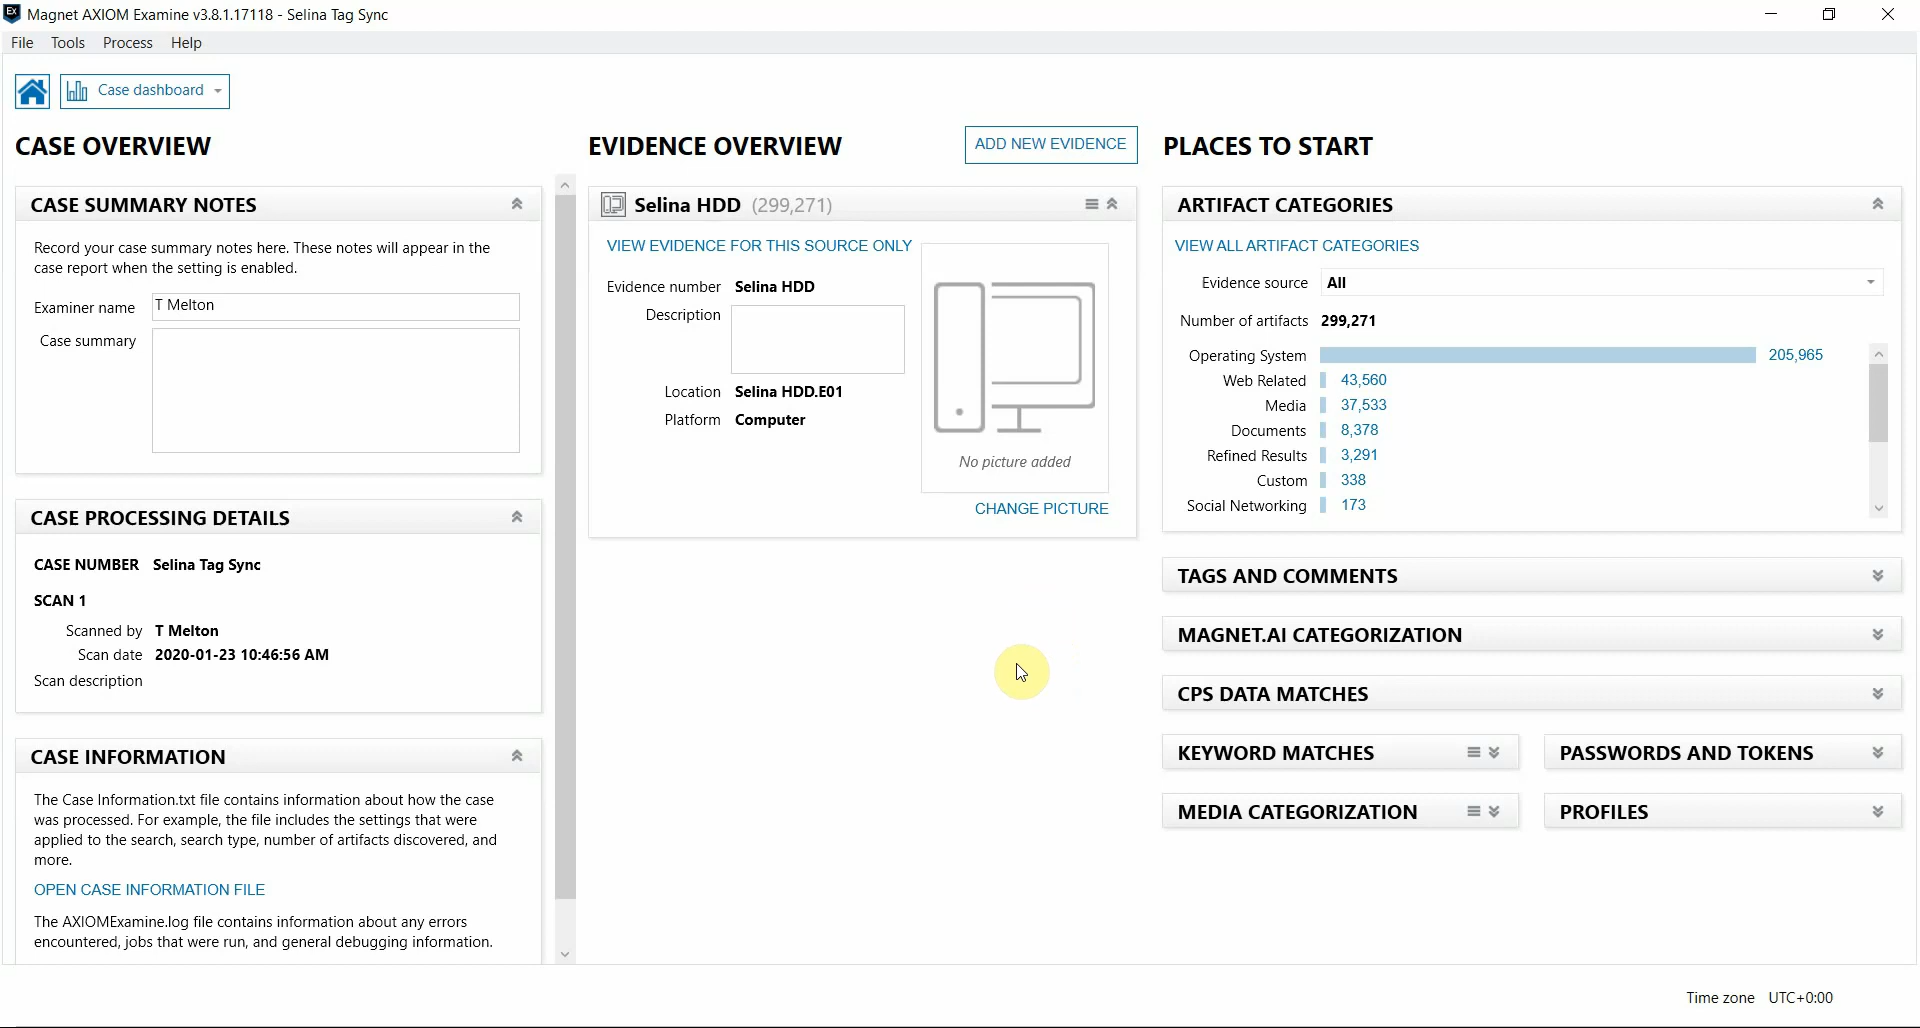 Ex Magnet AXIOM Examine v3.8.1.17118 - Selina Tag Sync
File Tools Process Help
Case dashboard
CASE OVERVIEW
CASE SUMMARY NOTES
Record your case summary notes here. These notes will appear in the
case report when the setting is enabled.
Examiner name T Melton
Case summary
CASE PROCESSING DETAILS
CASE NUMBER Selina Tag Sync
SCAN 1
Scanned by T Melton
Scan date 2020-01-23 10:46:56 AM
Scan description
CASE INFORMATION
The Case Information.txt file contains information about how the case
was processed. For example, the file includes the settings that were
applied to the search, search type, number of artifacts discovered, and
more.
OPEN CASE INFORMATION FILE
The AXIOMExamine.log file contains information about any errors
encountered, jobs that were run, and general debugging information.
EVIDENCE OVERVIEW
ADD NEW EVIDENCE
Selina HDD (299,271)
VIEW EVIDENCE FOR THIS SOURCE ONLY
Evidence number Selina HDD
Description
Location Selina HDD.E01
Platform Computer
No picture added
CHANGE PICTURE
PLACES TO START
ARTIFACT CATEGORIES
VIEW ALL ARTIFACT CATEGORIES
Evidence source All
Number of artifacts 299,271
Operating System 205,965
Web Related 43,560
Media 37,533
Documents 8,378
Refined Results 3,291
Custom 338
Social Networking 173
TAGS AND COMMENTS
MAGNET.AI CATEGORIZATION
CPS DATA MATCHES
KEYWORD MATCHES
PASSWORDS AND TOKENS
MEDIA CATEGORIZATION
PROFILES
Time zone UTC+0:00